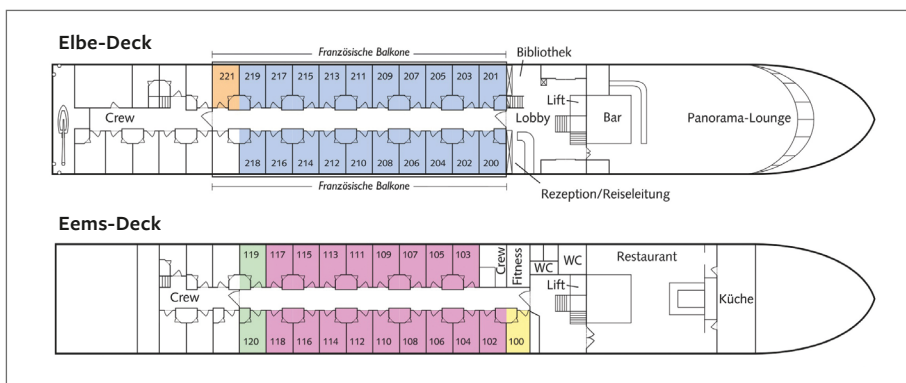 Elbe-Deck
Französische Balkone
Bibliothek
221 219 217 215 213 211 209 207 205 203 201
Crew
Lift
Lobby
Bar
Panorama-Lounge
218 216 214 212 210 208 206 204 202 200
Französische Balkone
Rezeption/Reiseleitung
Eems-Deck
119 117 115 113 111 109 107 105 103
Crew
Fitness
WC
WC
Restaurant
Crew
Lift
Küche
120 118 116 114 112 110 108 106 104 102 100